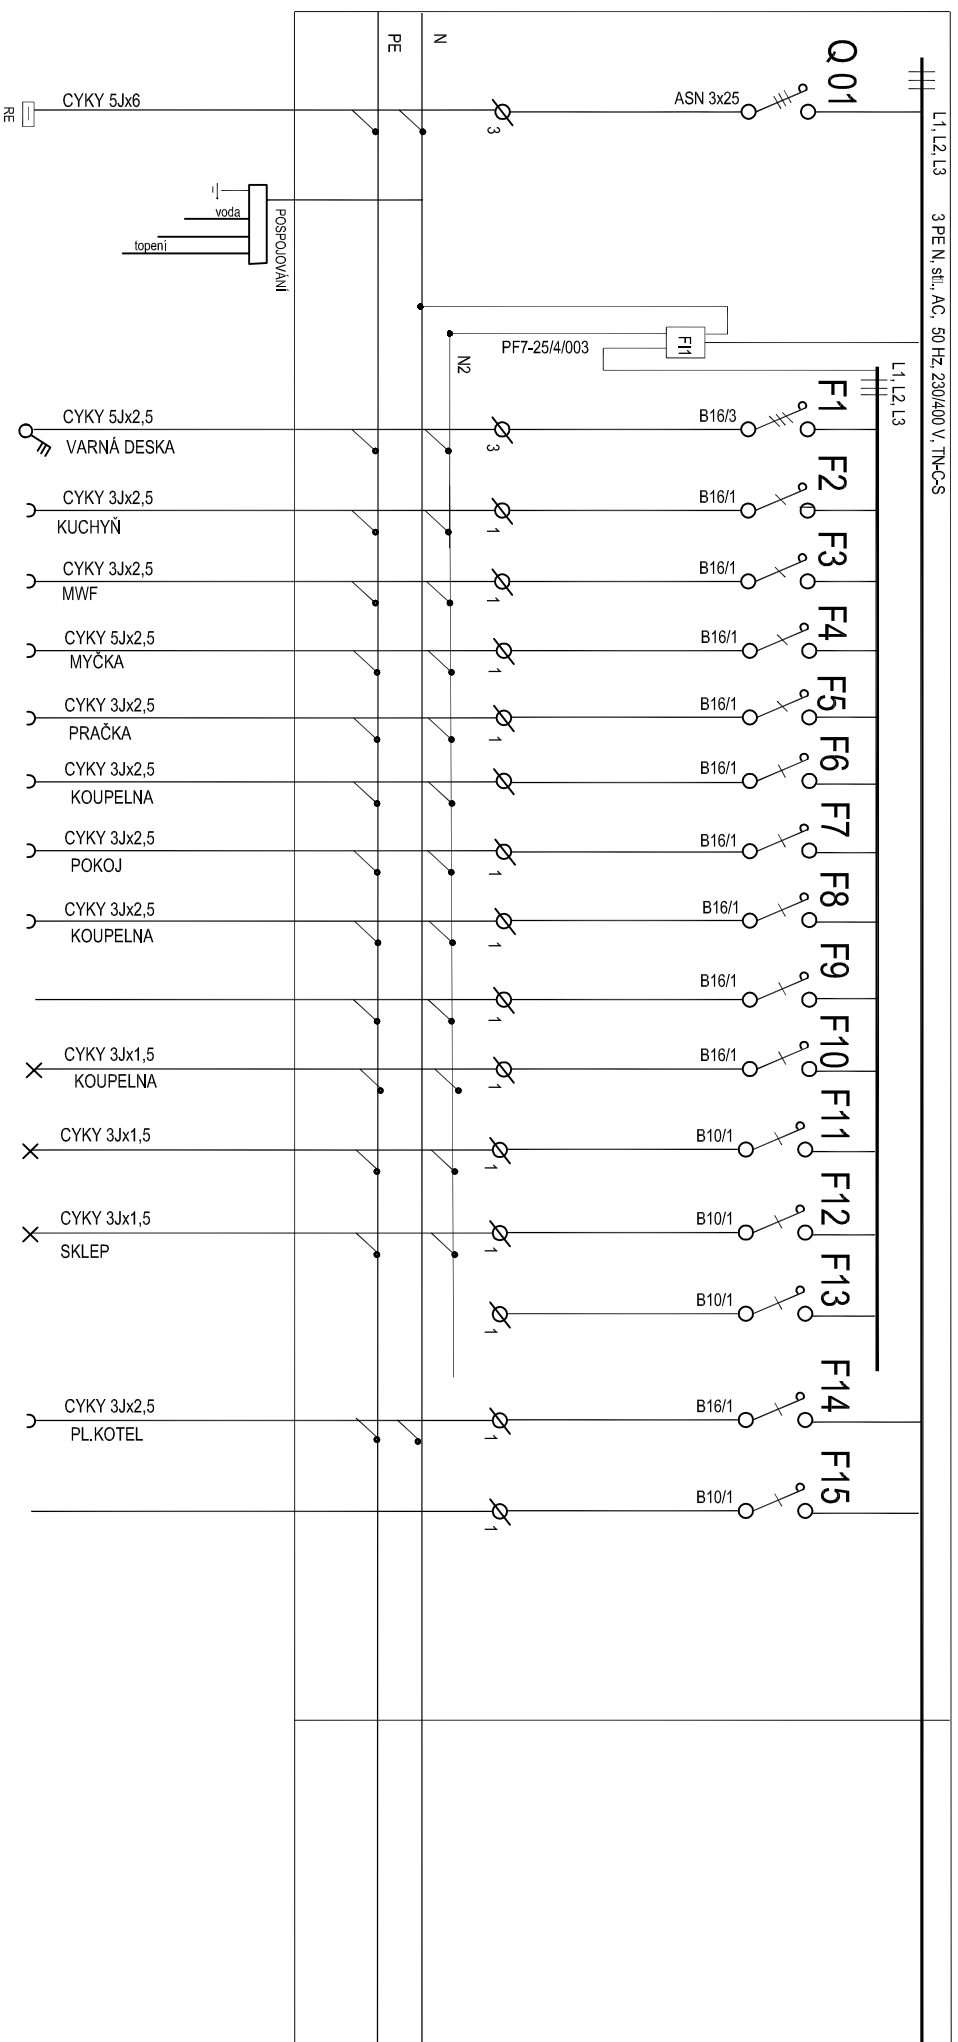 L1, L2, L3
3 PE N, stř., AC, 50 Hz, 230/400 V, TN-C-S
N
PE
Q 01
ASN 3x25
3
CYKY 5Jx6
RE
POSPOJOVÁNÍ
voda
topení
FI1
PF7-25/4/003
N2
L1, L2, L3
F1
B16/3
3
CYKY 5Jx2,5
VARNÁ DESKA
F2
B16/1
1
CYKY 3Jx2,5
KUCHYŇ
F3
B16/1
1
CYKY 3Jx2,5
MWF
F4
B16/1
1
CYKY 5Jx2,5
MYČKA
F5
B16/1
1
CYKY 3Jx2,5
PRAČKA
F6
B16/1
1
CYKY 3Jx2,5
KOUPELNA
F7
B16/1
1
CYKY 3Jx2,5
POKOJ
F8
B16/1
1
CYKY 3Jx2,5
KOUPELNA
F9
B16/1
1
F10
B16/1
1
CYKY 3Jx1,5
KOUPELNA
F11
B10/1
1
CYKY 3Jx1,5
F12
B10/1
1
CYKY 3Jx1,5
SKLEP
F13
B10/1
1
F14
B16/1
1
CYKY 3Jx2,5
PL.KOTEL
F15
B10/1
1